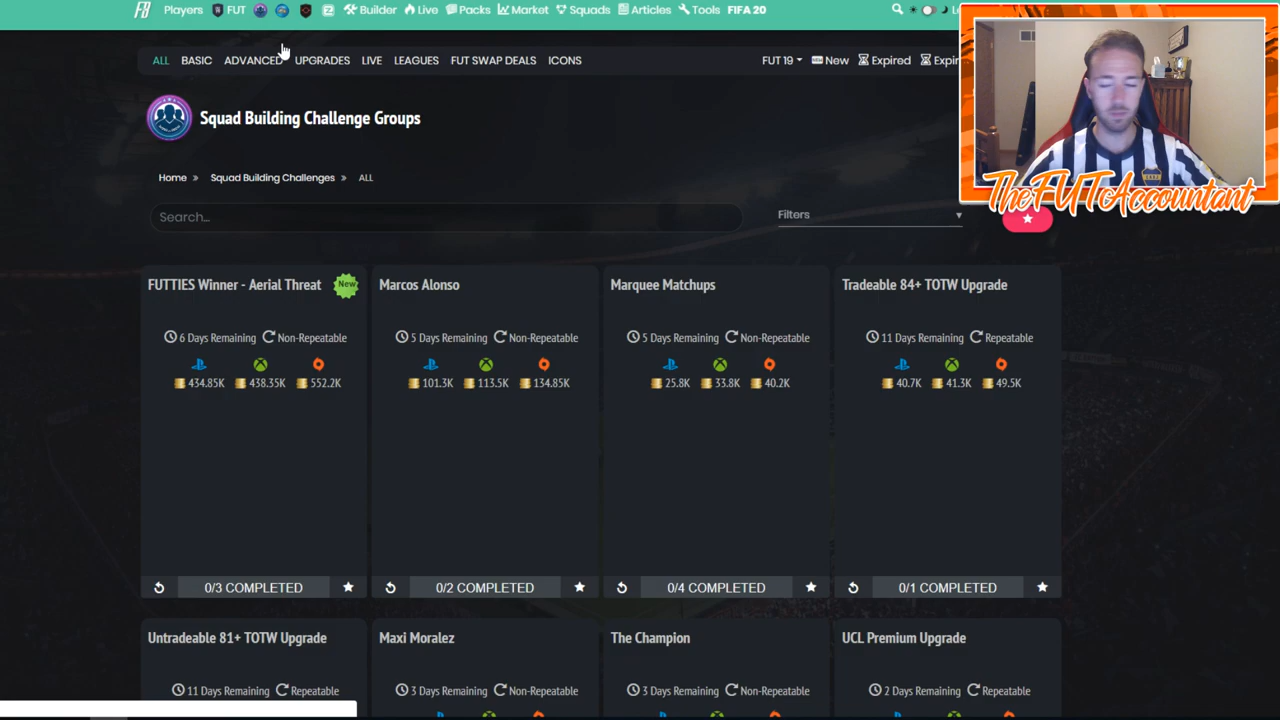 FB Players FUT Builder Live Packs Market Squads Articles Tools FIFA 20
ALL BASIC ADVANCED UPGRADES LIVE LEAGUES FUT SWAP DEALS ICONS FUT 19 New Expired
Squad Building Challenge Groups
Home » Squad Building Challenges » ALL
Search...
Filters
TheFUTAccountant
FUTTIES Winner - Aerial Threat New
6 Days Remaining Non-Repeatable
434.85K 438.35K 552.2K
0/3 COMPLETED
Marcos Alonso
5 Days Remaining Non-Repeatable
101.3K 113.5K 134.85K
0/2 COMPLETED
Marquee Matchups
5 Days Remaining Non-Repeatable
25.8K 33.8K 40.2K
0/4 COMPLETED
Tradeable 84+ TOTW Upgrade
11 Days Remaining Repeatable
40.7K 41.3K 49.5K
0/1 COMPLETED
Untradeable 81+ TOTW Upgrade
11 Days Remaining Repeatable
Maxi Moralez
3 Days Remaining Non-Repeatable
The Champion
3 Days Remaining Non-Repeatable
UCL Premium Upgrade
2 Days Remaining Repeatable